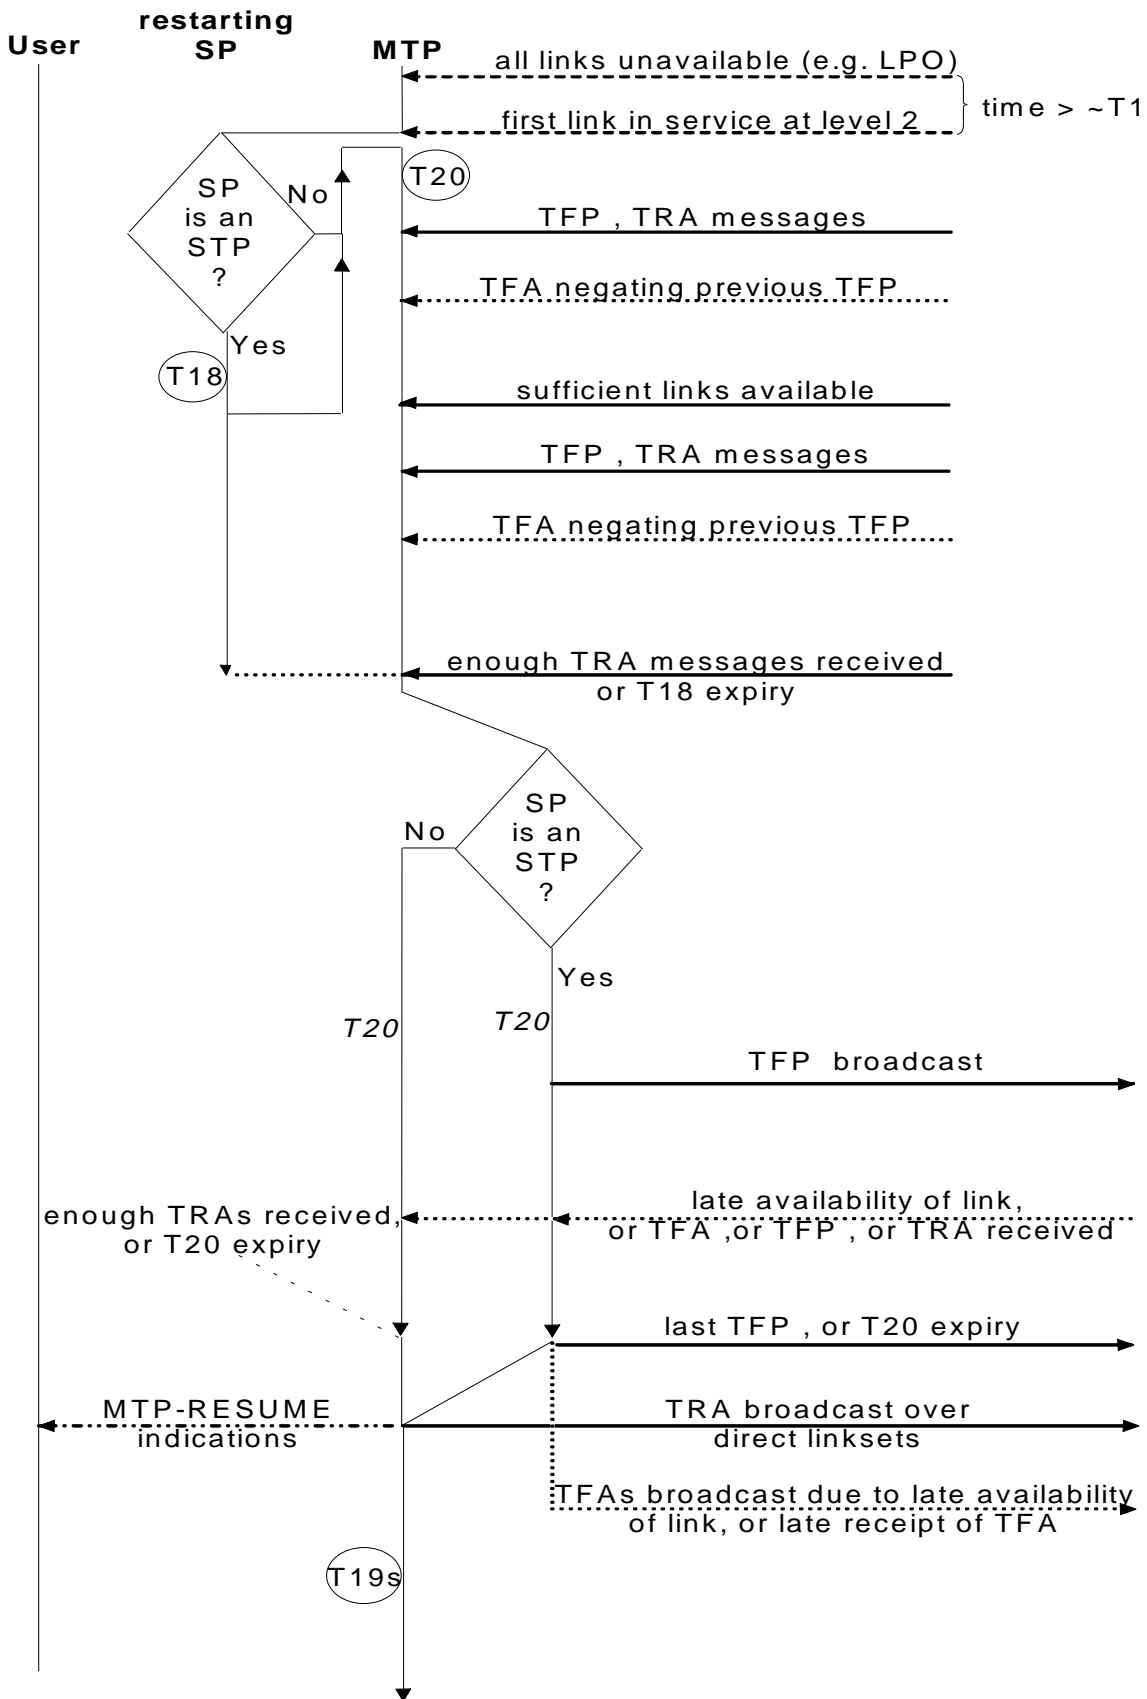 restarting
User SP MTP
all links unavailable (e.g. LPO)
time > ~T1
first link in service at level 2
T20
SP
is an
STP
?
No
TFP , TRA messages
TFA negating previous TFP
Yes
T18
sufficient links available
TFP , TRA messages
TFA negating previous TFP
enough TRA messages received
or T18 expiry
SP
is an
STP
?
No
Yes
T20 T20
TFP broadcast
enough TRAs received,
or T20 expiry
late availability of link,
or TFA ,or TFP , or TRA received
last TFP , or T20 expiry
MTP-RESUME
indications
TRA broadcast over
direct linksets
TFAs broadcast due to late availability
of link, or late receipt of TFA
T19s